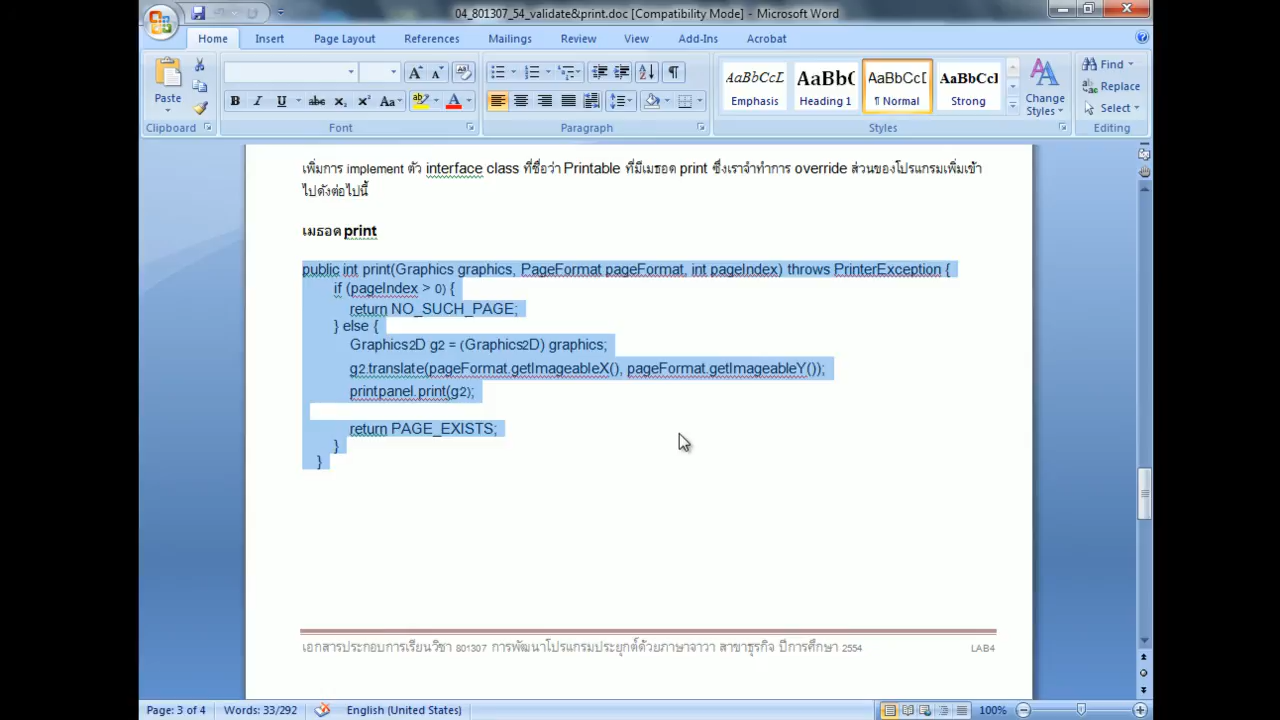 04_801307_54_validate&print.doc [Compatibility Mode] - Microsoft Word
Home Insert Page Layout References Mailings Review View Add-Ins Acrobat
Paste
B I U abc x₂ x² Aa
AaBbCcL AaBb( AaBbCc[ AaBbCcl
Emphasis Heading 1 ¶ Normal Strong
Change Styles
Find
Replace
Select
Clipboard Font Paragraph Styles Editing
เพิ่มการ implement ตัว interface class ที่ชื่อว่า Printable ที่มีเมธอด print ซึ่งเราจำทำการ override ส่วนของโปรแกรมเพิ่มเข้า
ไปดังต่อไปนี้
เมธอด print
public int print(Graphics graphics, PageFormat pageFormat, int pageIndex) throws PrinterException {
if (pageIndex > 0) {
return NO_SUCH_PAGE;
} else {
Graphics2D g2 = (Graphics2D) graphics;
g2.translate(pageFormat.getImageableX(), pageFormat.getImageableY());
printpanel.print(g2);
return PAGE_EXISTS;
}
}
เอกสารประกอบการเรียนวิชา 801307 การพัฒนาโปรแกรมประยุกต์ด้วยภาษาจาวา สาขาธุรกิจ ปีการศึกษา 2554 LAB4
Page: 3 of 4 Words: 33/292 English (United States) 100%